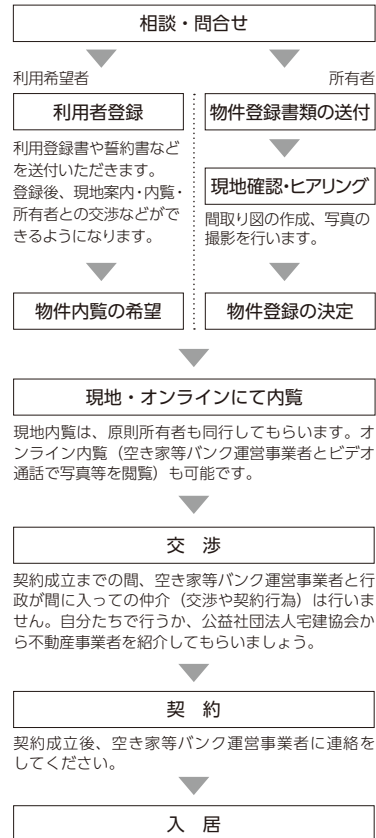 相談・問合せ
利用希望者
所有者
利用者登録
利用登録書や誓約書など
を送付いただきます。
登録後、現地案内・内覧・
所有者との交渉などがで
きるようになります。
物件内覧の希望
物件登録書類の送付
現地確認・ヒアリング
間取り図の作成、写真の
撮影を行います。
物件登録の決定
現地・オンラインにて内覧
現地内覧は、原則所有者も同行してもらいます。オ
ンライン内覧（空き家等バンク運営事業者とビデオ
通話で写真等を閲覧）も可能です。
交　渉
契約成立までの間、空き家等バンク運営事業者と行
政が間に入っての仲介（交渉や契約行為）は行いま
せん。自分たちで行うか、公益社団法人宅建協会か
ら不動産事業者を紹介してもらいましょう。
契　約
契約成立後、空き家等バンク運営事業者に連絡を
してください。
入　居